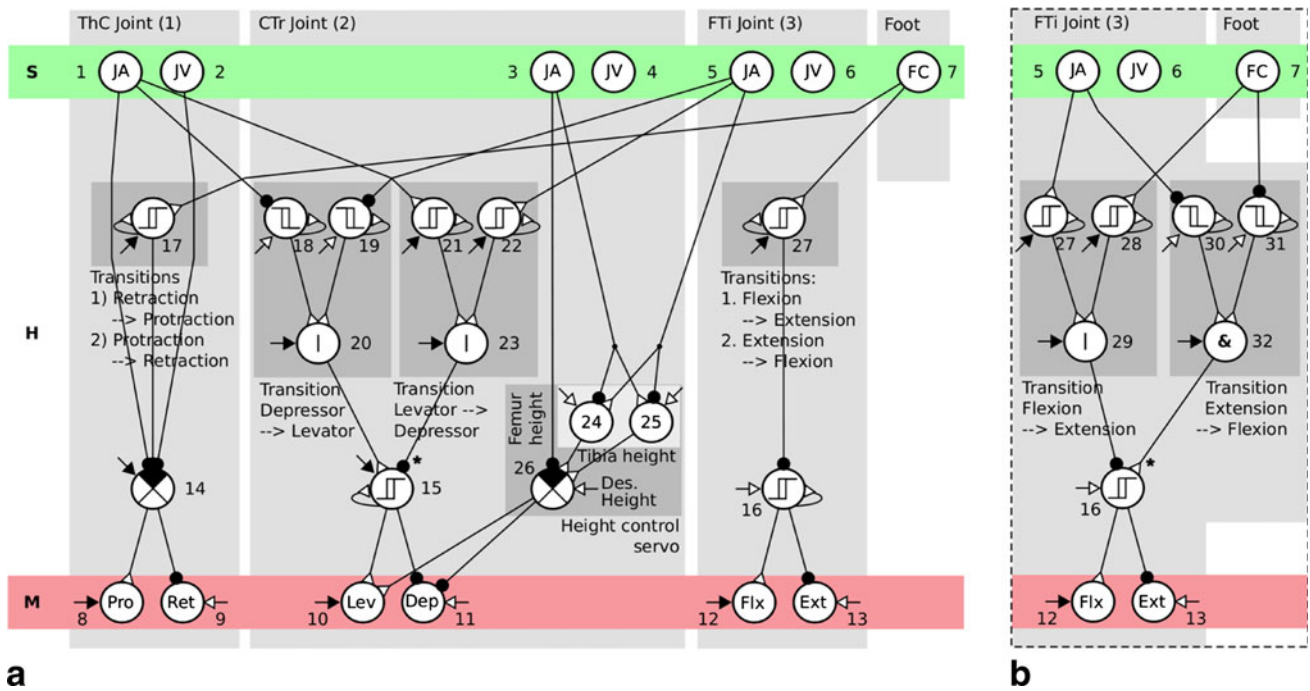 ThC Joint (1)
CTr Joint (2)
FTi Joint (3)
Foot
S
1 JA JV 2
3 JA JV 4
5 JA JV 6
FC 7
H
17
18
19
21
22
27
Transitions
1) Retraction
--> Protraction
2) Protraction
--> Retraction
| 20
| 23
Transition
Depressor
--> Levator
Transition
Levator -->
Depressor
Transitions:
1. Flexion
--> Extension
2. Extension
--> Flexion
24
25
Tibia height
Femur
height
26
Des.
Height
Height control
servo
14
15
*
16
M
8 Pro Ret 9
10 Lev Dep 11
12 Flx Ext 13
a
FTi Joint (3)
Foot
5 JA JV 6
FC 7
27
28
30
31
| 29
& 32
Transition
Flexion
--> Extension
Transition
Extension
--> Flexion
*
16
12 Flx Ext 13
b